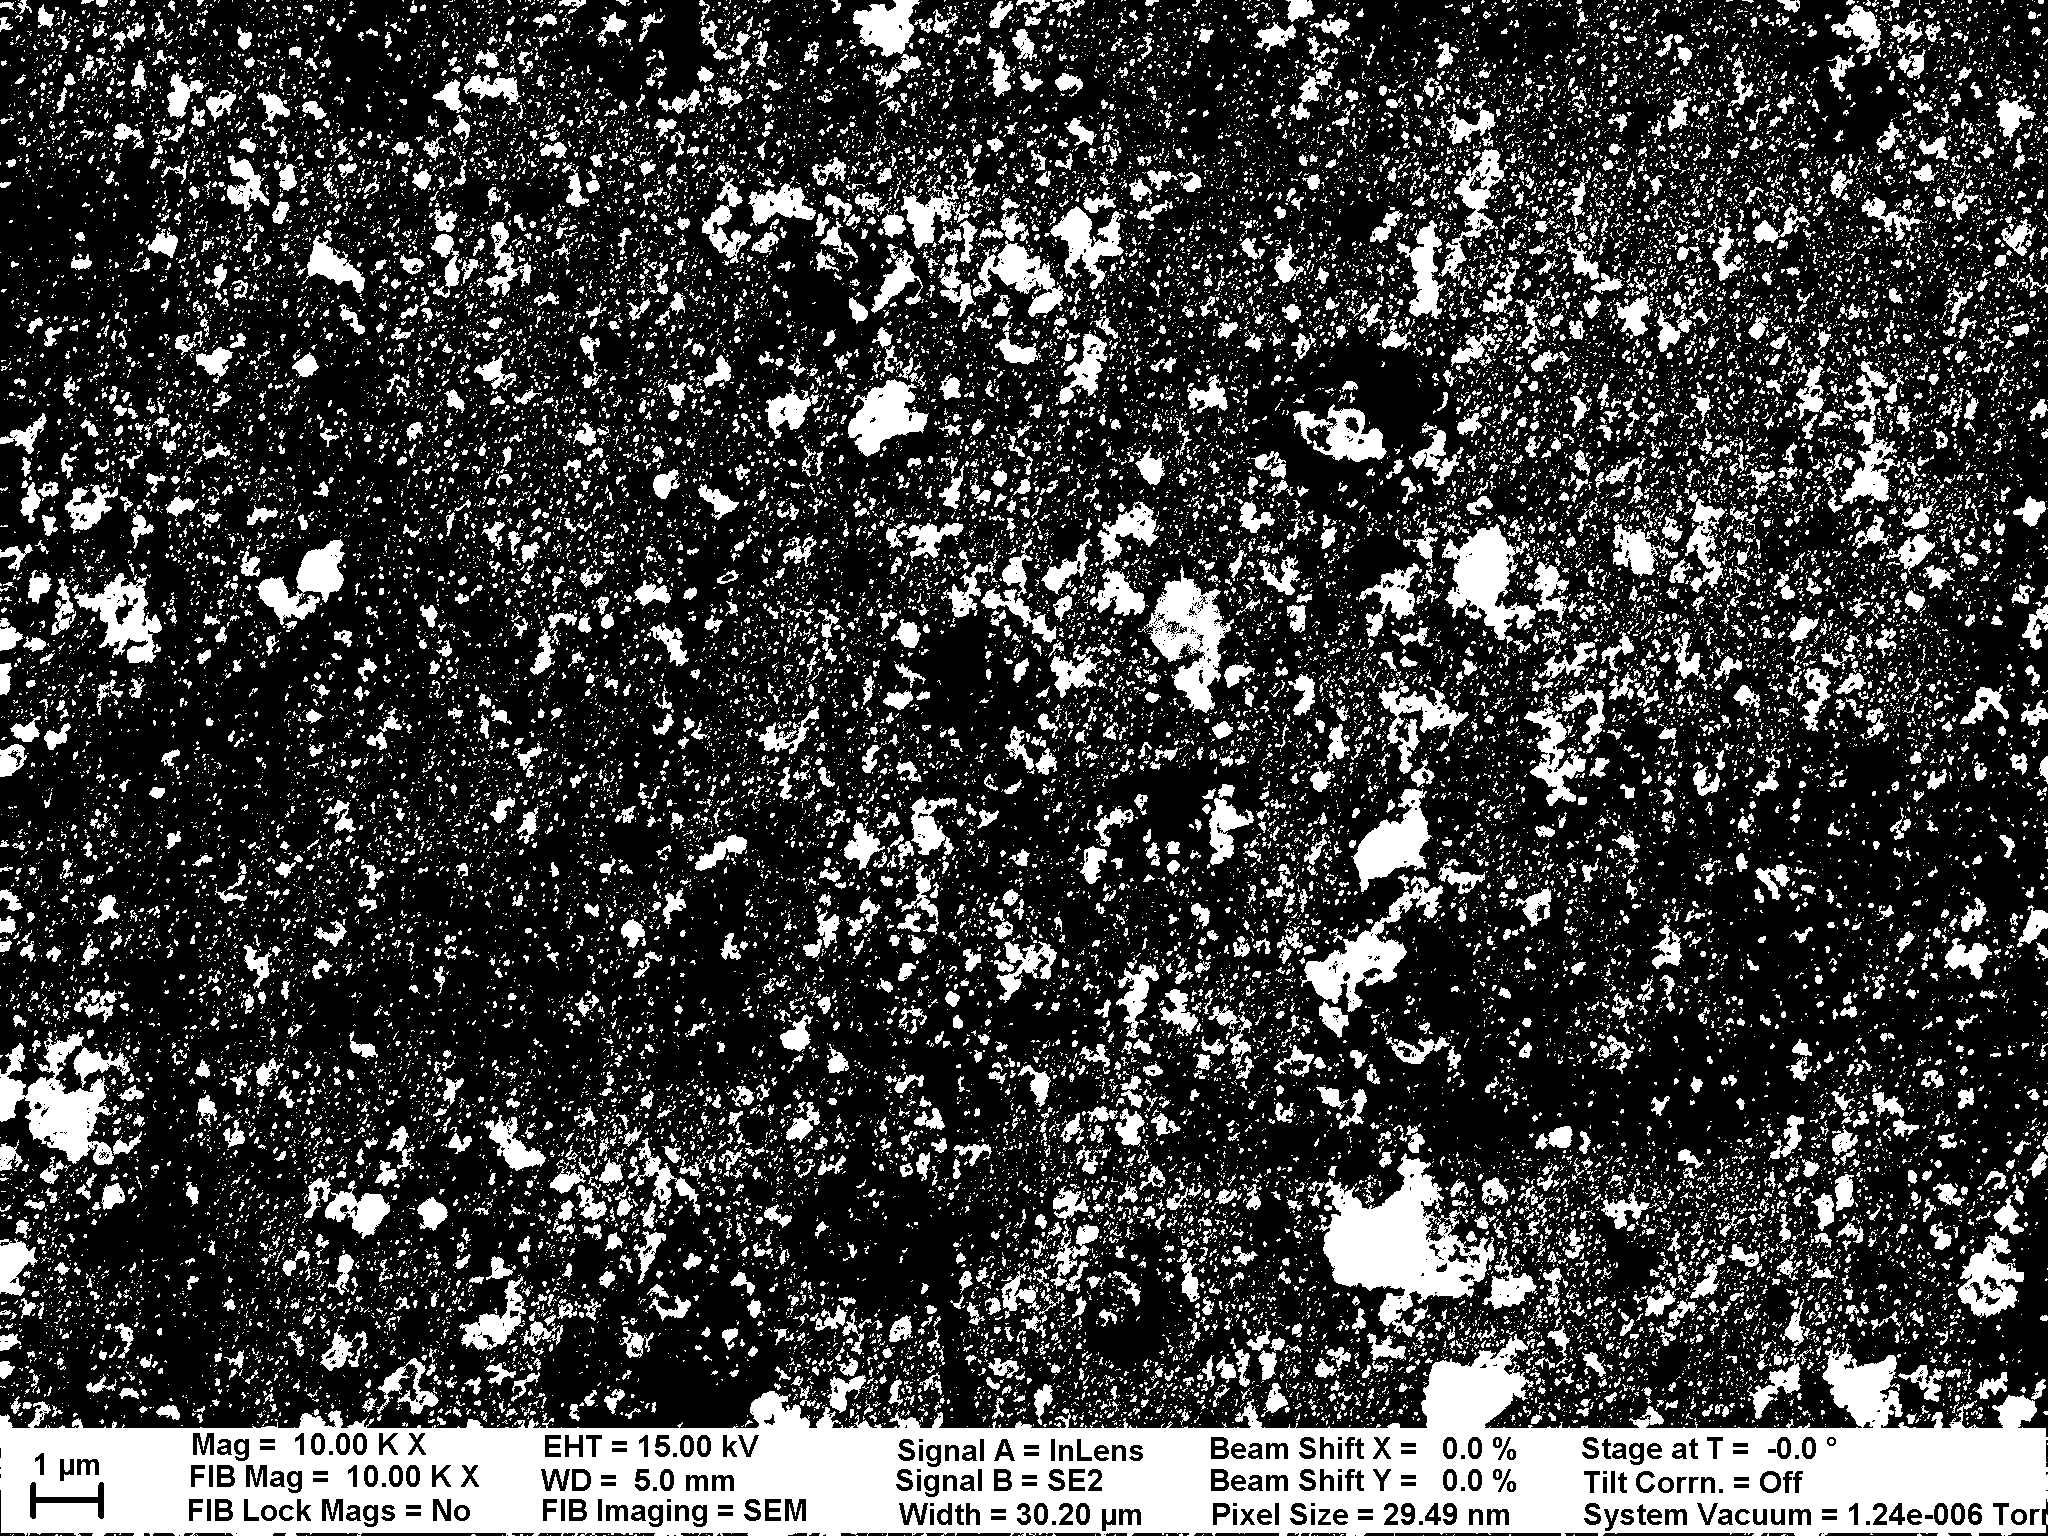 1 µm
Mag = 10.00 K X
FIB Mag = 10.00 K X
FIB Lock Mags = No
EHT = 15.00 kV
WD = 5.0 mm
FIB Imaging = SEM
Signal A = InLens
Signal B = SE2
Width = 30.20 µm
Beam Shift X = 0.0 %
Beam Shift Y = 0.0 %
Pixel Size = 29.49 nm
Stage at T = -0.0 °
Tilt Corrn. = Off
System Vacuum = 1.24e-006 Torr